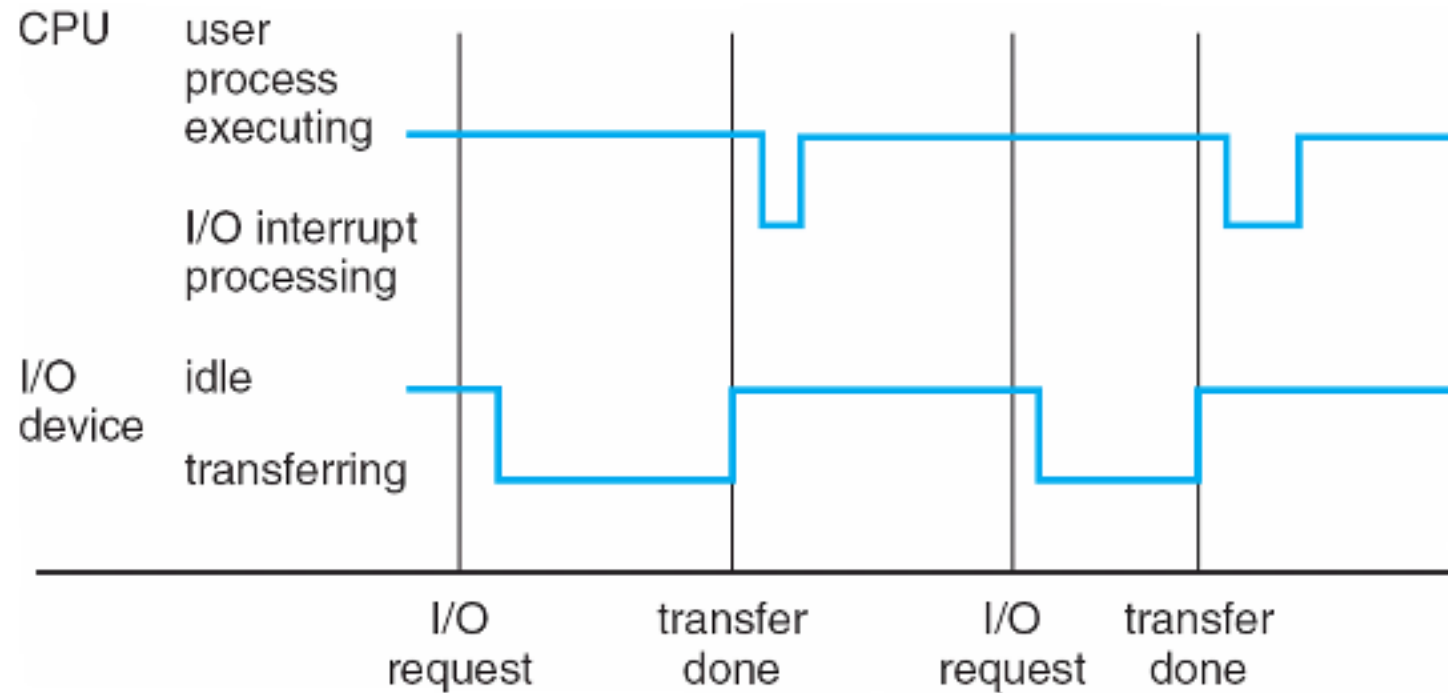 CPU
user
process
executing
I/O interrupt
processing
I/O
device
idle
transferring
I/O
request
transfer
done
I/O
request
transfer
done